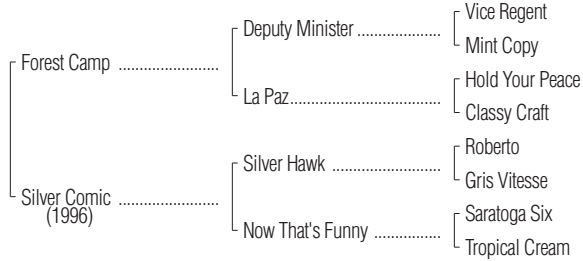 Vice Regent
Deputy Minister ....................
Mint Copy
Forest Camp ........................
Hold Your Peace
La Paz.....................................
Classy Craft
Roberto
Silver Hawk ..........................
Gris Vitesse
Silver Comic ........................
(1996)
Saratoga Six
Now That's Funny ................
Tropical Cream